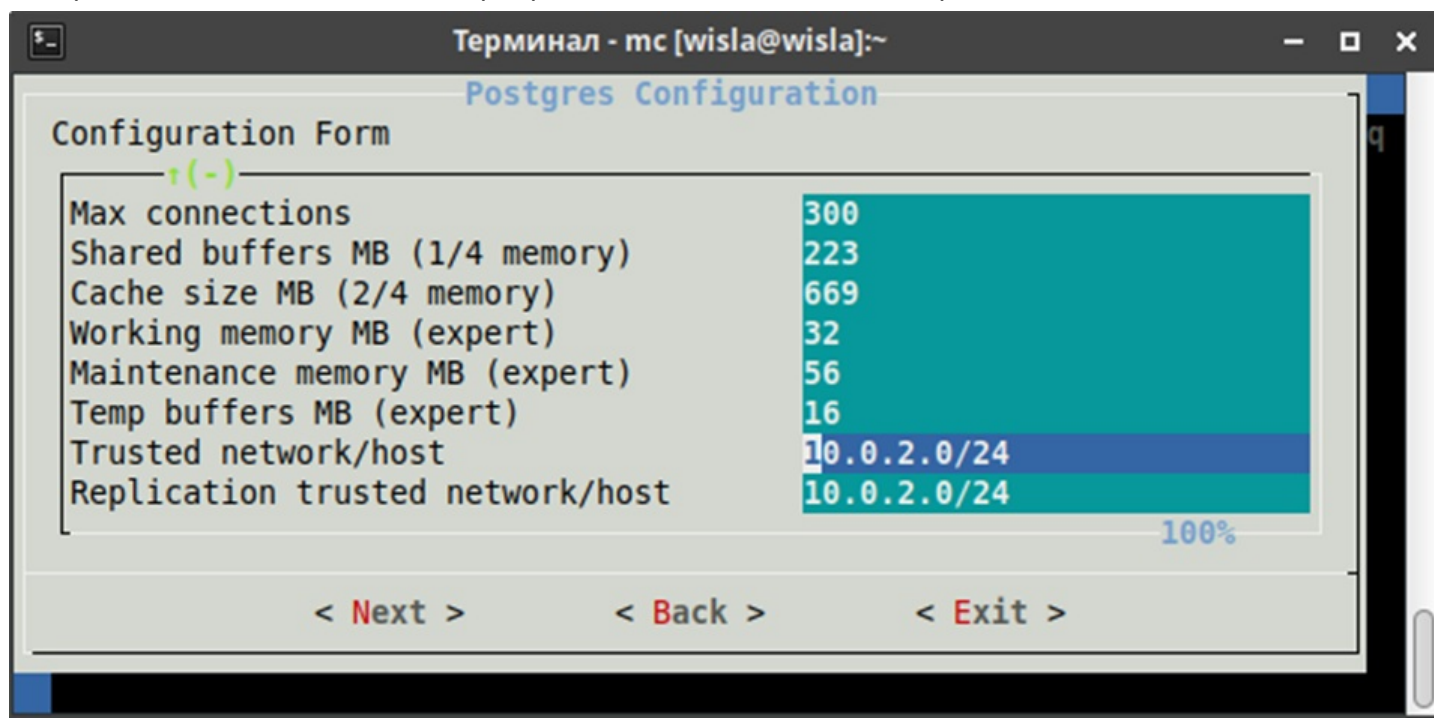 Терминал - mc [wisla@wisla]:~
Postgres Configuration
Configuration Form
↑(-)
Max connections 300
Shared buffers MB (1/4 memory) 223
Cache size MB (2/4 memory) 669
Working memory MB (expert) 32
Maintenance memory MB (expert) 56
Temp buffers MB (expert) 16
Trusted network/host 10.0.2.0/24
Replication trusted network/host 10.0.2.0/24
100%
< Next > < Back > < Exit >
q